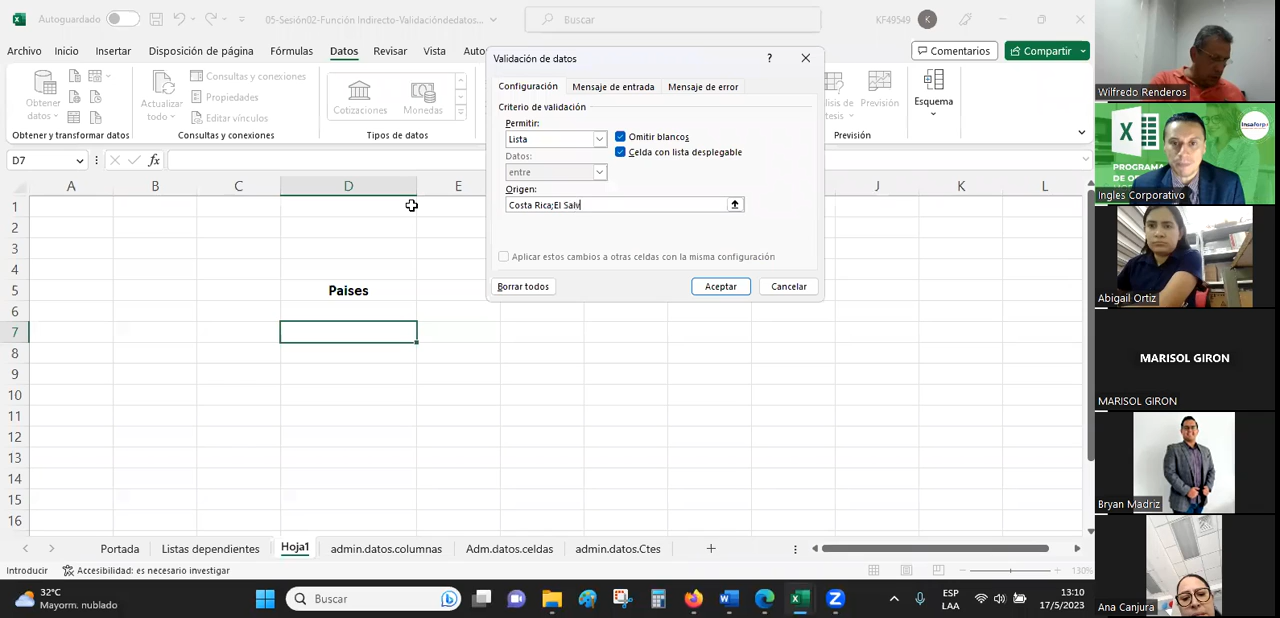 Autoguardado
05-Sesión02-Función Indirecto-Validacióndedatos...
Buscar
KF49549
Archivo Inicio Insertar Disposición de página Fórmulas Datos Revisar Vista Auto
Comentarios Compartir
Obtener datos
Obtener y transformar datos
Actualizar todo
Consultas y conexiones
Propiedades
Editar vínculos
Consultas y conexiones
Cotizaciones
Monedas
Tipos de datos
Previsión
Previsión
Esquema
Validación de datos
?
Configuración Mensaje de entrada Mensaje de error
Criterio de validación
Permitir:
Lista
Omitir blancos
Datos:
Celda con lista desplegable
entre
Origen:
Costa Rica;El Salv
Aplicar estos cambios a otras celdas con la misma configuración
Borrar todos Aceptar Cancelar
D7
fx
A B C D E J K L
1
2
3
4
5 Paises
6
7
8
9
10
11
12
13
14
15
16
Portada Listas dependientes Hoja1 admin.datos.columnas Adm.datos.celdas admin.datos.Ctes
Introducir Accesibilidad: es necesario investigar 130%
32°C
Mayorm. nublado
Buscar
ESP
LAA
13:10
17/5/2023
Wilfredo Renderos
Insaforp
PROGRAMA
DE O
Ingles Corporativo
Abigail Ortiz
MARISOL GIRON
MARISOL GIRON
Bryan Madriz
Ana Canjura